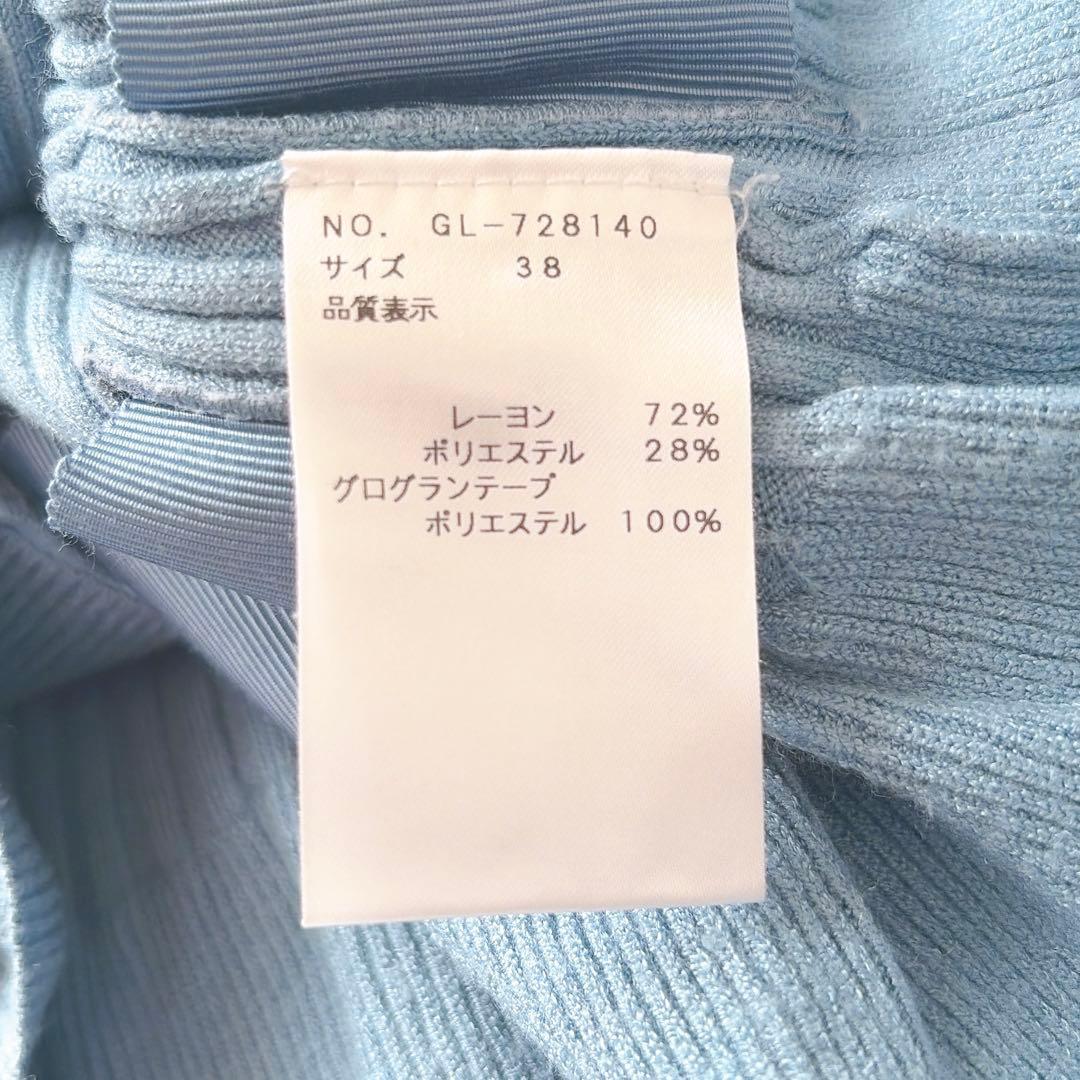 NO. GL-728140
サイズ 38
品質表示
レーヨン 72%
ポリエステル 28%
グログランテープ
ポリエステル 100%